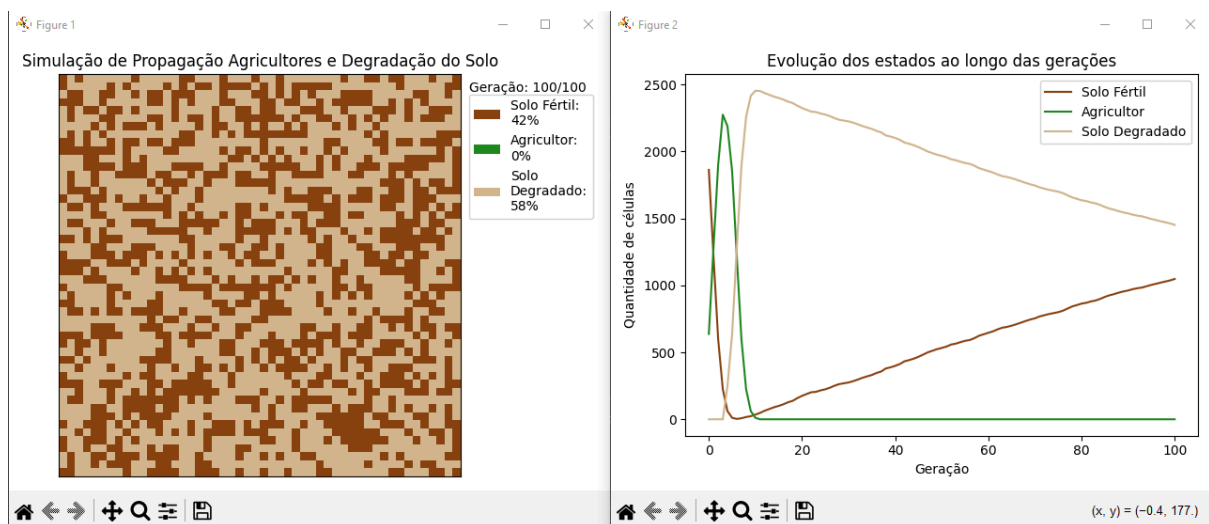 Figure 1
Simulação de Propagação Agricultores e Degradação do Solo
Geração: 100/100
Solo Fértil:
42%
Agricultor:
0%
Solo
Degradado:
58%
Figure 2
Evolução dos estados ao longo das gerações
Solo Fértil
Agricultor
Solo Degradado
Quantidade de células
2500
2000
1500
1000
500
0
0 20 40 60 80 100
Geração
(x, y) = (−0.4, 177.)